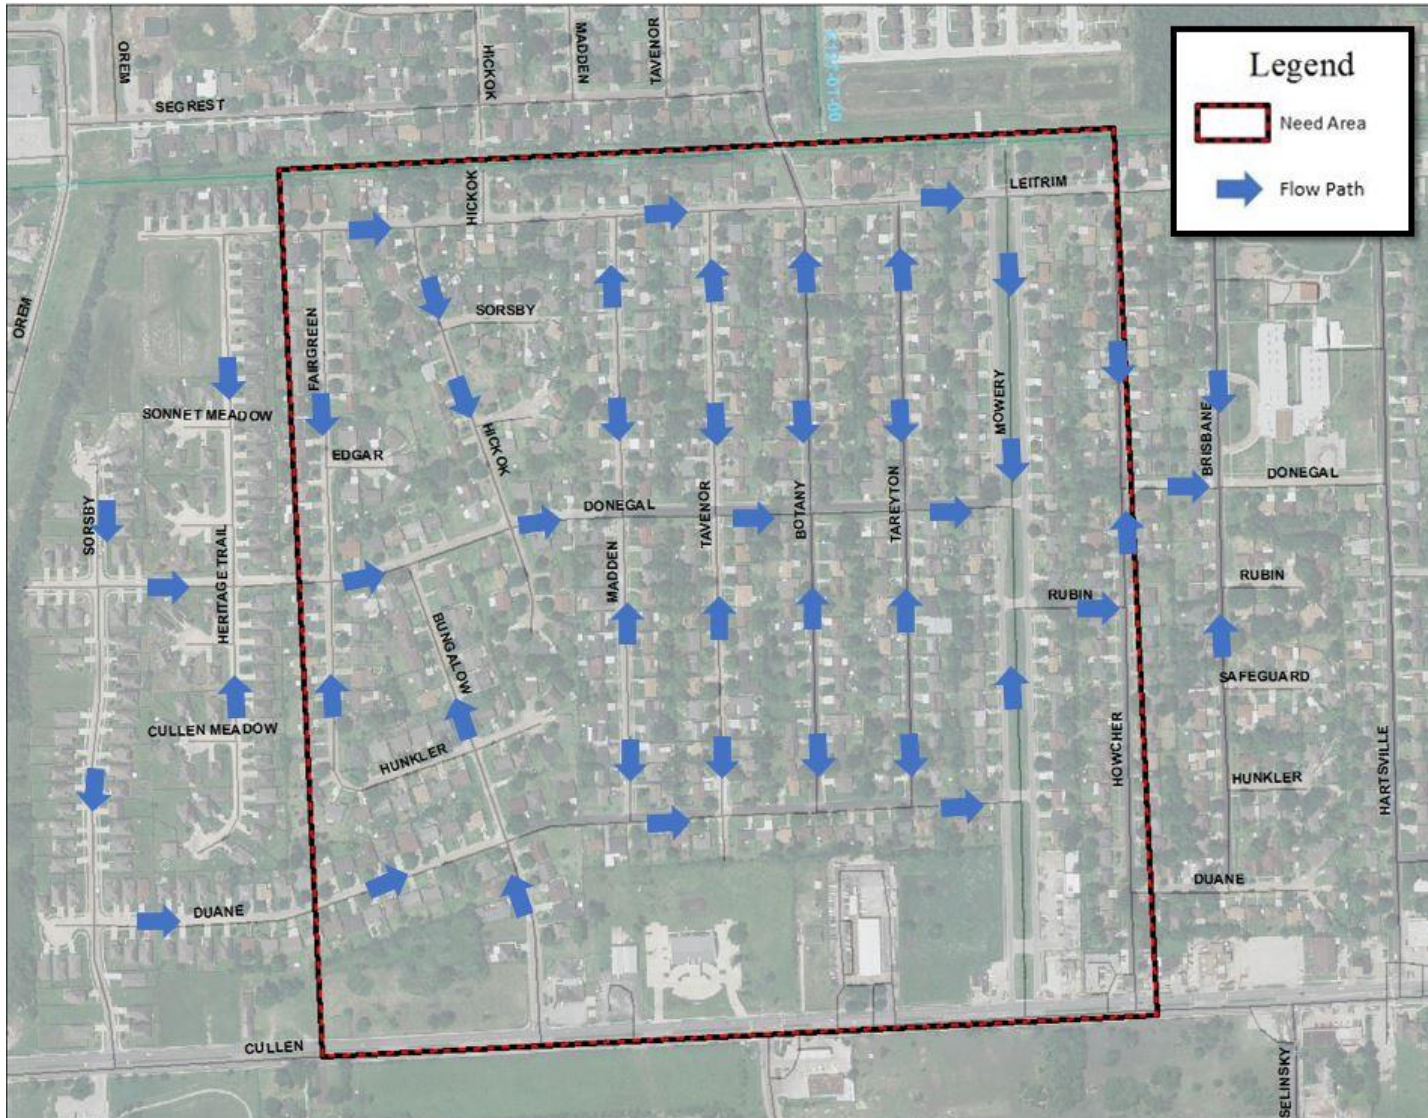 OREM
HICKOK
MADDEN
TAVENOR
SEGREST
Legend
Need Area
Flow Path
HICKOK
LEITRIM
OREM
SORSBY
FAIRGREEN
SONNET MEADOW
MOWERY
HICKOK
BRISBANE
EDGAR
DONEGAL
DONEGAL
SORSBY
TAVENOR
BOTANY
TAREYTON
HERITAGE TRAIL
MADDEN
RUBIN
RUBIN
BUNGALOW
SAFEGUARD
CULLEN MEADOW
HUNKLER
HOWCHER
HUNKLER
HARTSVILLE
DUANE
DUANE
CULLEN
SELINSKY